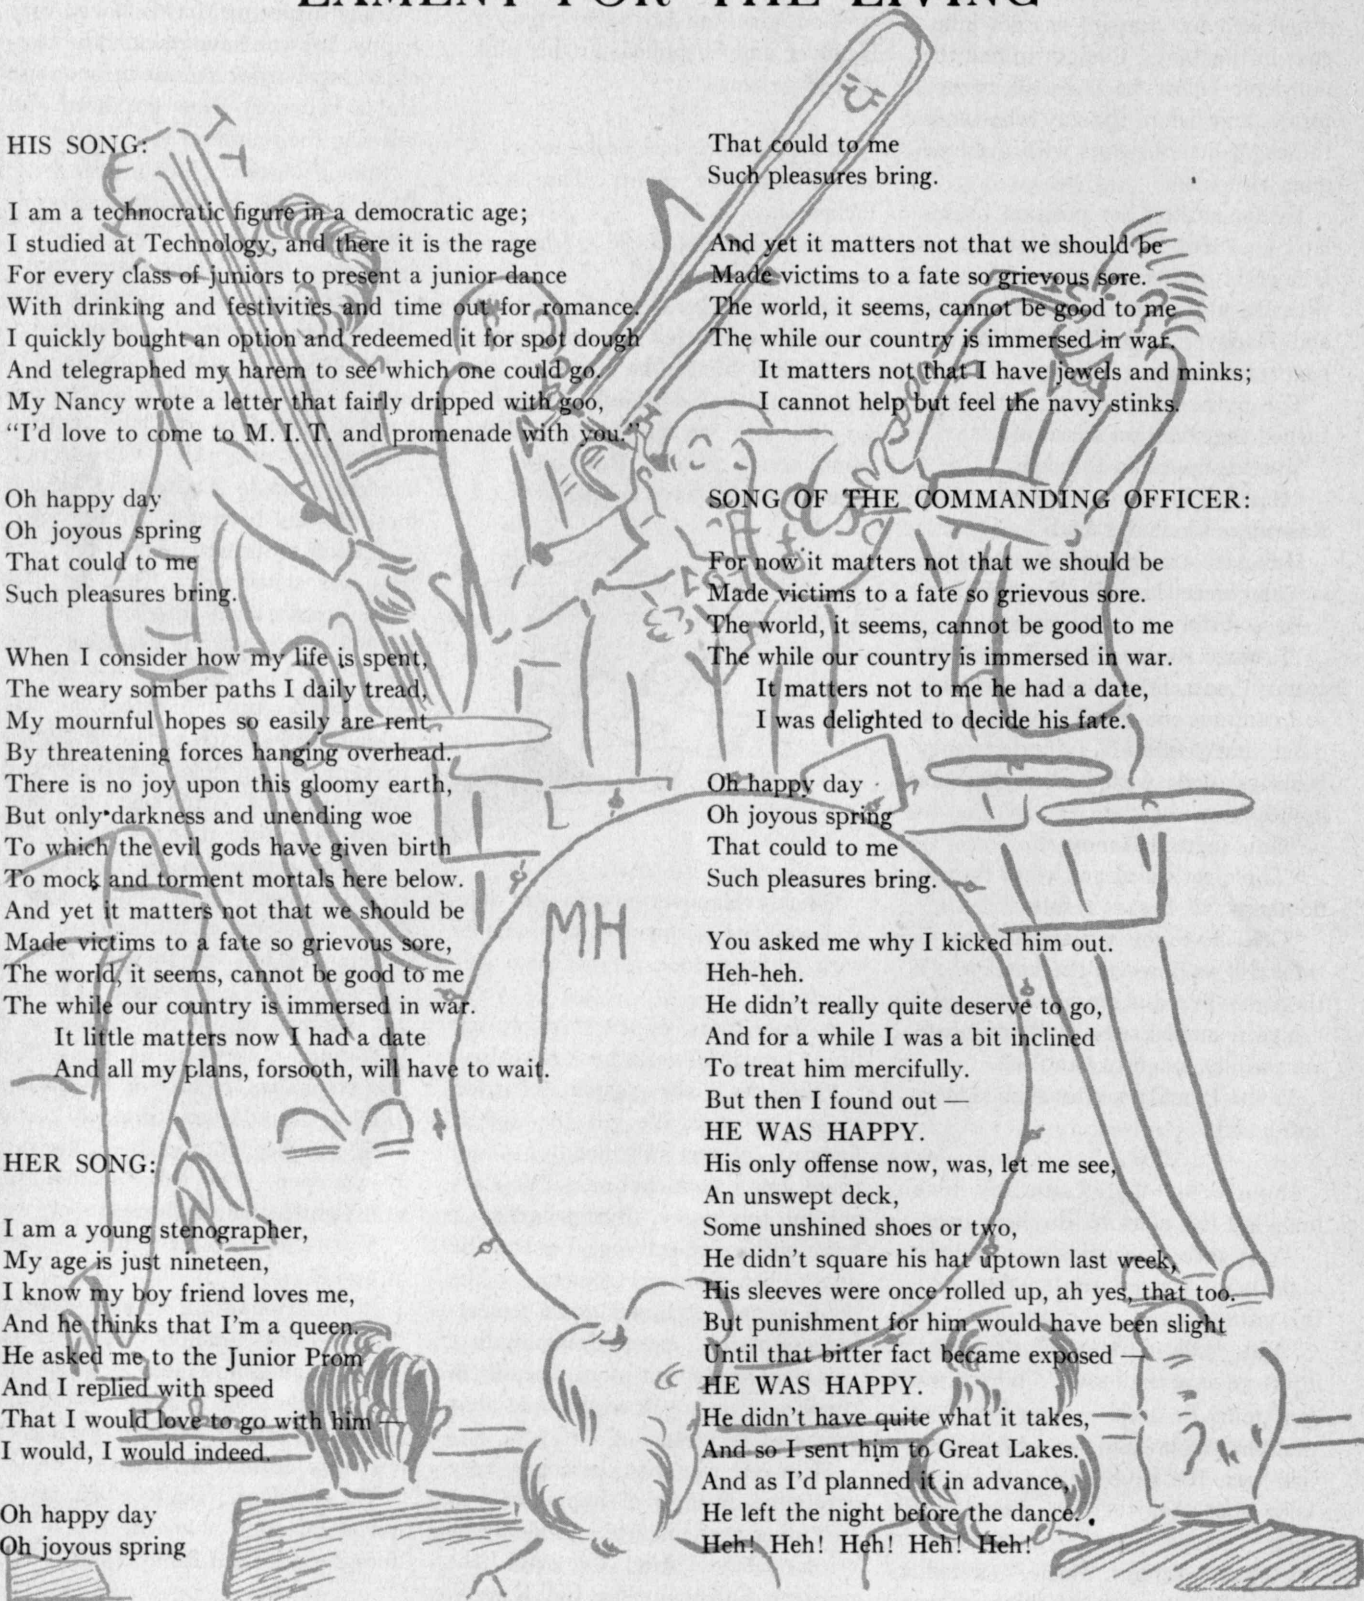 LAMENT FOR THE LIVING
HIS SONG:
I am a technocratic figure in a democratic age;
I studied at Technology, and there it is the rage
For every class of juniors to present a junior dance
With drinking and festivities and time out for romance.
I quickly bought an option and redeemed it for spot dough
And telegraphed my harem to see which one could go.
My Nancy wrote a letter that fairly dripped with goo,
"I'd love to come to M. I. T. and promenade with you."
Oh happy day
Oh joyous spring
That could to me
Such pleasures bring.
When I consider how my life is spent,
The weary somber paths I daily tread,
My mournful hopes so easily are rent
By threatening forces hanging overhead.
There is no joy upon this gloomy earth,
But only darkness and unending woe
To which the evil gods have given birth
To mock and torment mortals here below.
And yet it matters not that we should be
Made victims to a fate so grievous sore,
The world, it seems, cannot be good to me
The while our country is immersed in war.
It little matters now I had a date
And all my plans, forsooth, will have to wait.
HER SONG:
I am a young stenographer,
My age is just nineteen,
I know my boy friend loves me,
And he thinks that I'm a queen.
He asked me to the Junior Prom
And I replied with speed
That I would love to go with him —
I would, I would indeed.
Oh happy day
Oh joyous spring
That could to me
Such pleasures bring.
And yet it matters not that we should be
Made victims to a fate so grievous sore.
The world, it seems, cannot be good to me
The while our country is immersed in war.
It matters not that I have jewels and minks;
I cannot help but feel the navy stinks.
SONG OF THE COMMANDING OFFICER:
For now it matters not that we should be
Made victims to a fate so grievous sore.
The world, it seems, cannot be good to me
The while our country is immersed in war.
It matters not to me he had a date,
I was delighted to decide his fate.
Oh happy day
Oh joyous spring
That could to me
Such pleasures bring.
You asked me why I kicked him out.
Heh-heh.
He didn't really quite deserve to go,
And for a while I was a bit inclined
To treat him mercifully.
But then I found out —
HE WAS HAPPY.
His only offense now, was, let me see,
An unswept deck,
Some unshined shoes or two,
He didn't square his hat uptown last week,
His sleeves were once rolled up, ah yes, that too.
But punishment for him would have been slight
Until that bitter fact became exposed —
HE WAS HAPPY.
He didn't have quite what it takes,
And so I sent him to Great Lakes.
And as I'd planned it in advance,
He left the night before the dance.
Heh! Heh! Heh! Heh! Heh!
MH